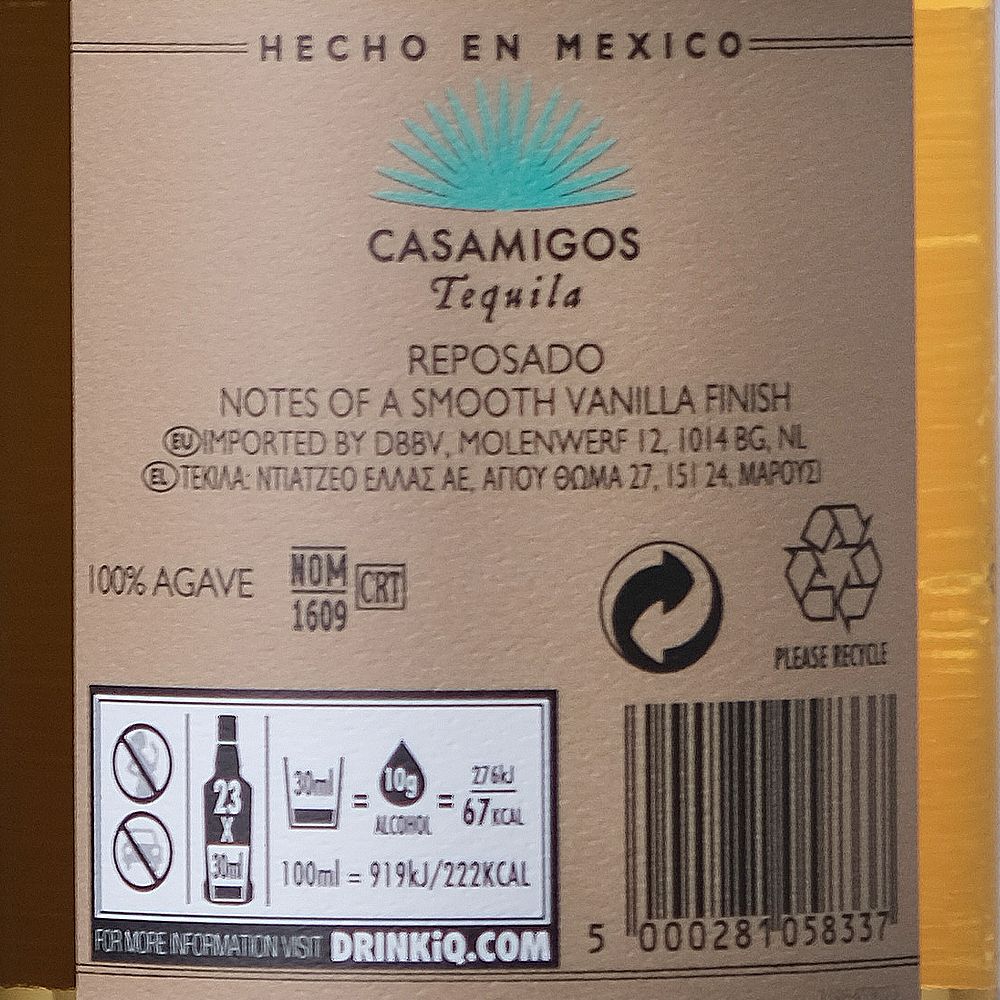 HECHO EN MEXICO
CASAMIGOS
Tequila
REPOSADO
NOTES OF A SMOOTH VANILLA FINISH
EU IMPORTED BY DBBV, MOLENWERF 12, 1014 BG, NL
EL ΤΕΚΙΛΑ: ΝΤΙΑΤΖΕΟ ΕΛΛΑΣ ΑΕ, ΑΓΙΟΥ ΘΩΜΑ 27, 151 24, ΜΑΡΟΥΣΙ
100% AGAVE
NOM
1609
CRT
PLEASE RECYCLE
23
X
30ml
30ml = 10g = 276kJ
ALCOHOL 67KCAL
100ml = 919kJ/222KCAL
FOR MORE INFORMATION VISIT DRINKiQ.COM
5 000281 058337